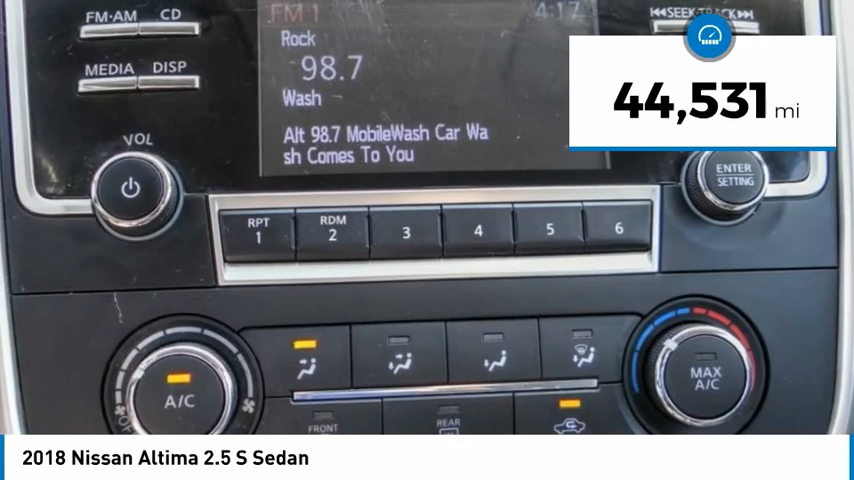 FM·AM CD
FM 1 4:17
SEEK·TRACK
Rock
44,531 mi
MEDIA DISP
98.7
Wash
VOL
Alt 98.7 MobileWash Car Wa
sh Comes To You
ENTER
SETTING
RPT
1
RDM
2
3
4
5
6
A/C
MAX
A/C
FRONT
REAR
2018 Nissan Altima 2.5 S Sedan